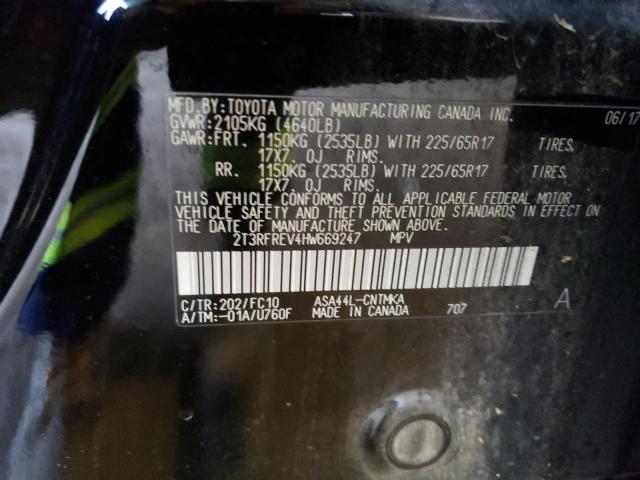 MFD.BY:TOYOTA MOTOR MANUFACTURING CANADA INC. 06/17
GVWR:2105KG (4640LB)
GAWR:FRT. 1150KG (2535LB) WITH 225/65R17 TIRES,
17X7.0J RIMS.
RR. 1150KG (2535LB) WITH 225/65R17 TIRES,
17X7.0J RIMS.
THIS VEHICLE CONFORMS TO ALL APPLICABLE FEDERAL MOTOR
VEHICLE SAFETY AND THEFT PREVENTION STANDARDS IN EFFECT ON
THE DATE OF MANUFACTURE SHOWN ABOVE.
2T3RFREV4HW669247 MPV
C/TR:202/FC10 ASA44L-CNTMKA A
A/TM:-01A/U760F MADE IN CANADA 707